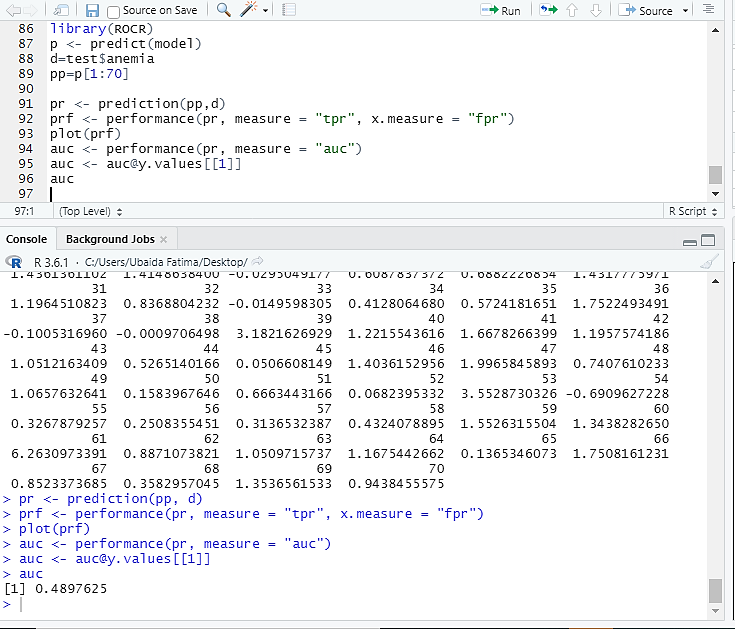 Source on Save
Run
Source
86 library(ROCR)
87 p <- predict(model)
88 d=test$anemia
89 pp=p[1:70]
90
91 pr <- prediction(pp,d)
92 prf <- performance(pr, measure = "tpr", x.measure = "fpr")
93 plot(prf)
94 auc <- performance(pr, measure = "auc")
95 auc <- auc@y.values[[1]]
96 auc
97
97:1 (Top Level) R Script
Console Background Jobs
R R 3.6.1 · C:/Users/Ubaida Fatima/Desktop/
1.4361361102 1.4148638400 -0.0295049177 0.6087837372 0.6882226854 1.4317775971
31 32 33 34 35 36
1.1964510823 0.8368804232 -0.0149598305 0.4128064680 0.5724181651 1.7522493491
37 38 39 40 41 42
-0.1005316960 -0.0009706498 3.1821626929 1.2215543616 1.6678266399 1.1957574186
43 44 45 46 47 48
1.0512163409 0.5265140166 0.0506608149 1.4036152956 1.9965845893 0.7406102330
49 50 51 52 53 54
1.0657632641 0.1583967646 0.6663443166 0.0682395332 3.5528730326 -0.6909627228
55 56 57 58 59 60
0.3267879257 0.2508355451 0.3136532387 0.4324078895 1.5526315504 1.3438282650
61 62 63 64 65 66
6.2630973391 0.8871073821 1.0509715737 1.1675442662 0.1365346073 1.7508161231
67 68 69 70
0.8523373685 0.3582957045 1.3536561533 0.9438455575
> pr <- prediction(pp, d)
> prf <- performance(pr, measure = "tpr", x.measure = "fpr")
> plot(prf)
> auc <- performance(pr, measure = "auc")
> auc <- auc@y.values[[1]]
> auc
[1] 0.4897625
>